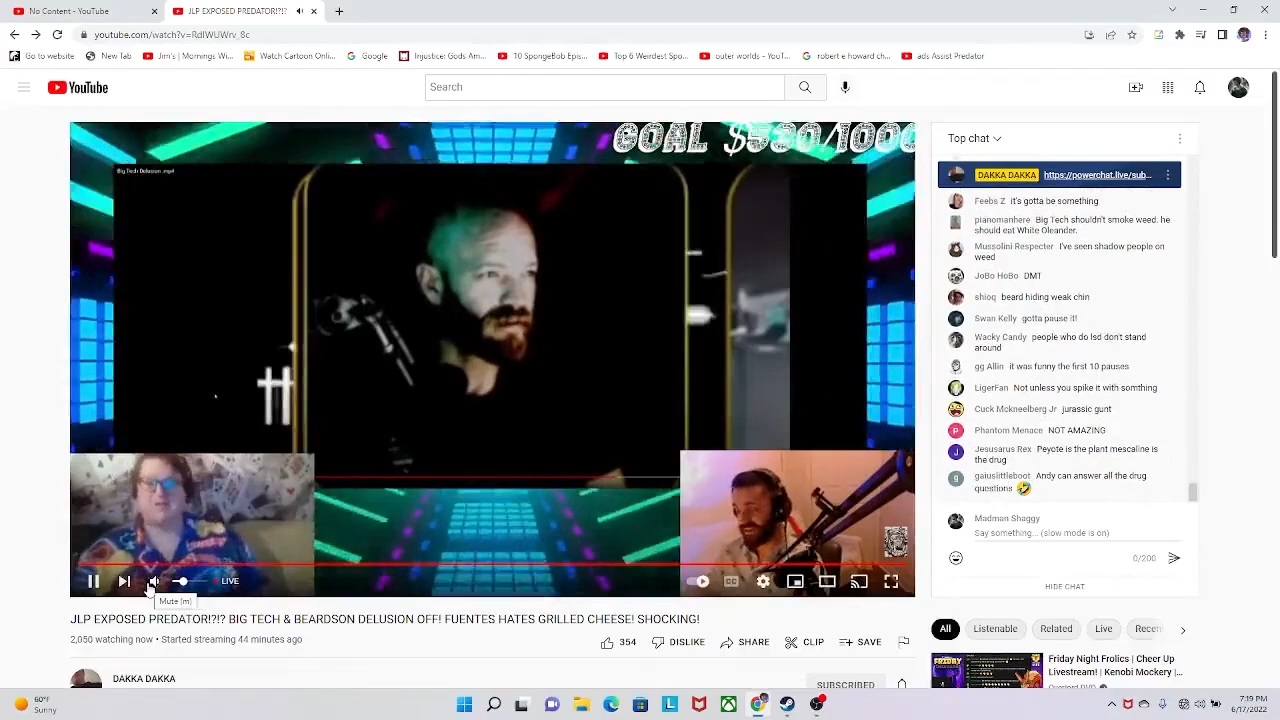 No Content - YouTube
JLP EXPOSED PREDATOR!?!?
youtube.com/watch?v=RdlWUWrv_8c
Go to website
New Tab
Jim's | Mornings Wi...
Watch Cartoon Onli...
Google
Injustice: Gods Am...
10 SpongeBob Epis...
Top 6 Weirdest Spo...
outer worlds - YouT...
robert e howard ch...
ads Assist Predator
YouTube
Search
GOAL $530/1000
Big Tech Delusion .mp4
LIVE
CC
Mute (m)
Top chat
DAKKA DAKKA https://powerchat.live/sub...
Feebs Z it's gotta be something.
pianomanhere Big Tech shouldn't smoke weed. he
should eat White Oleander.
Mussolini Respecter I've seen shadow people on
weed
JoBo HoBO DMT
shioq beard hiding weak chin
Swan Kelly gotta pause it!
Wacky Candy people who do lsd don't stand
around
gg Allin it was funny the first 10 pauses
LigerFan Not unless you spike it with somthing
Cuck Mckneelberg Jr jurassic gunt
Phantom Menace NOT AMAZING
Jesusarus Rex Peyote is the plant mesdaline is
the drug
gaiuslittleboot Andy can answer all the drug
questions
Madman Shaggy
Say something... (slow mode is on)
0/200
HIDE CHAT
JLP EXPOSED PREDATOR!?!? BIG TECH & BEARDSON DELUSION OFF! FUENTES HATES GRILLED CHEESE! SHOCKING!
2,050 watching now • Started streaming 44 minutes ago
354
DISLIKE
SHARE
CLIP
SAVE
DAKKA DAKKA
SUBSCRIBED
All
Listenable
Related
Live
Recen
FRIDAY
Friday Night Frolics | Kenobi-ly |...
Sunny
7:19 PM
6/17/2022